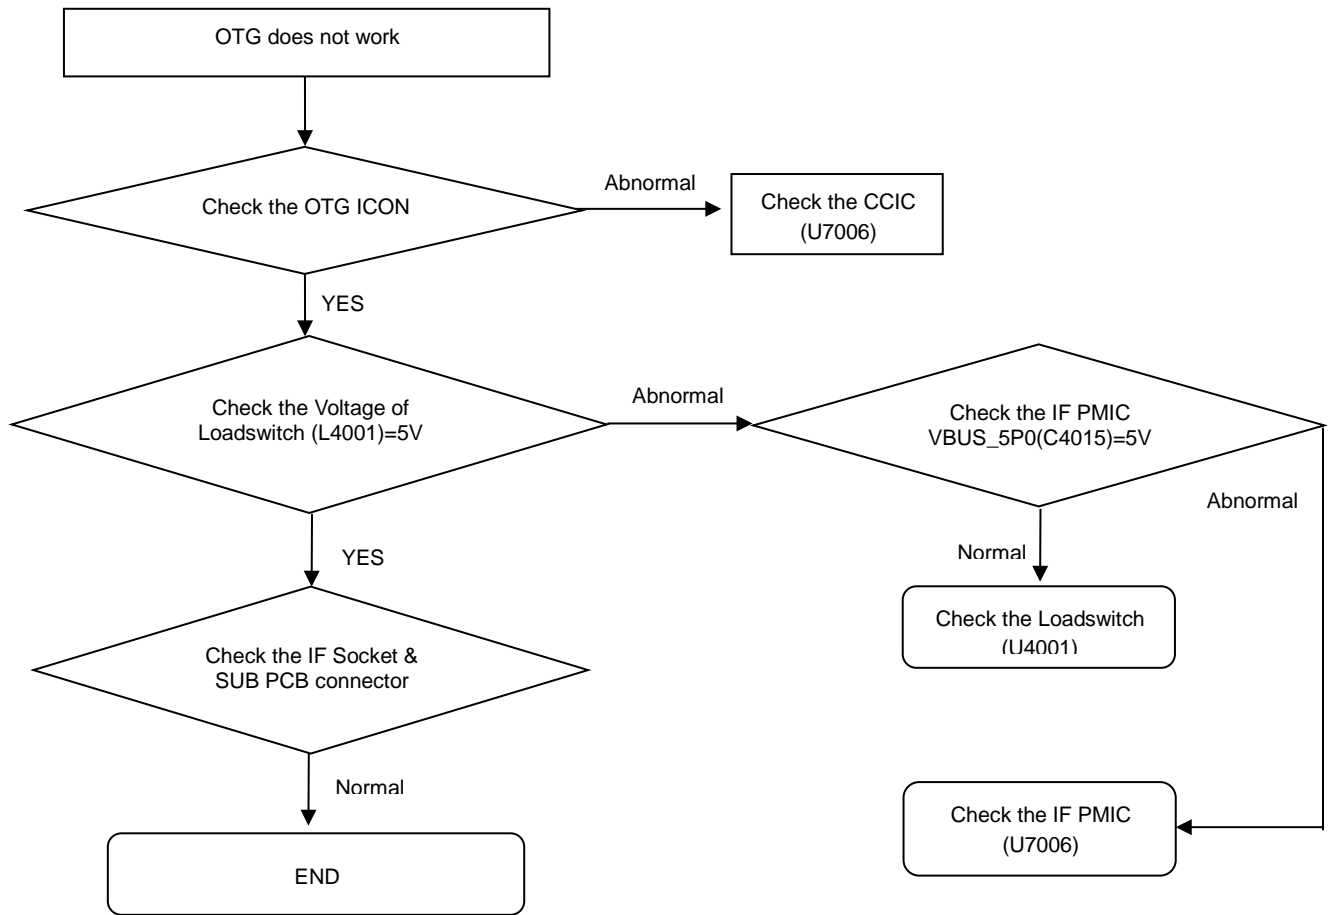 OTG does not work
Check the OTG ICON
Abnormal
Check the CCIC
(U7006)
YES
Check the Voltage of
Loadswitch (L4001)=5V
Abnormal
Check the IF PMIC
VBUS_5P0(C4015)=5V
Abnormal
YES
Normal
Check the Loadswitch
(U4001)
Check the IF Socket &
SUB PCB connector
Normal
Check the IF PMIC
(U7006)
END